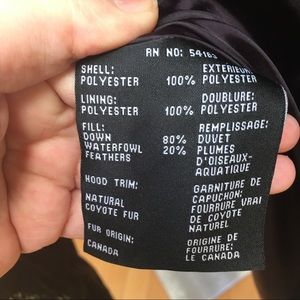 RN NO: 54163
SHELL: EXTERIEUR:
POLYESTER 100% POLYESTER
LINING: DOUBLURE:
POLYESTER 100% POLYESTER
FILL: REMPLISSAGE:
DOWN 80% DUVET
WATERFOWL 20% PLUMES
FEATHERS D'OISEAUX-
AQUATIQUE
HOOD TRIM: GARNITURE DE
CAPUCHON:
NATURAL FOURRURE VRAI
COYOTE FUR DE COYOTE
NATUREL
FUR ORIGIN: ORIGINE DE
FOURRURE:
CANADA LE CANADA